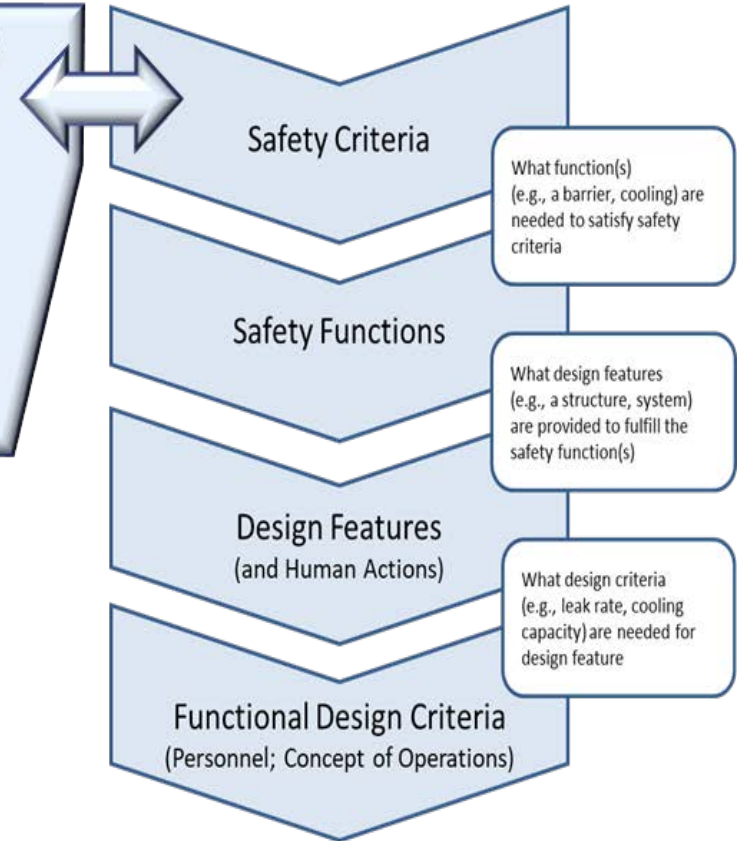 Safety Criteria
What function(s)
(e.g., a barrier, cooling) are
needed to satisfy safety
criteria
Safety Functions
What design features
(e.g., a structure, system)
are provided to fulfill the
safety function(s)
Design Features
(and Human Actions)
What design criteria
(e.g., leak rate, cooling
capacity) are needed for
design feature
Functional Design Criteria
(Personnel; Concept of Operations)